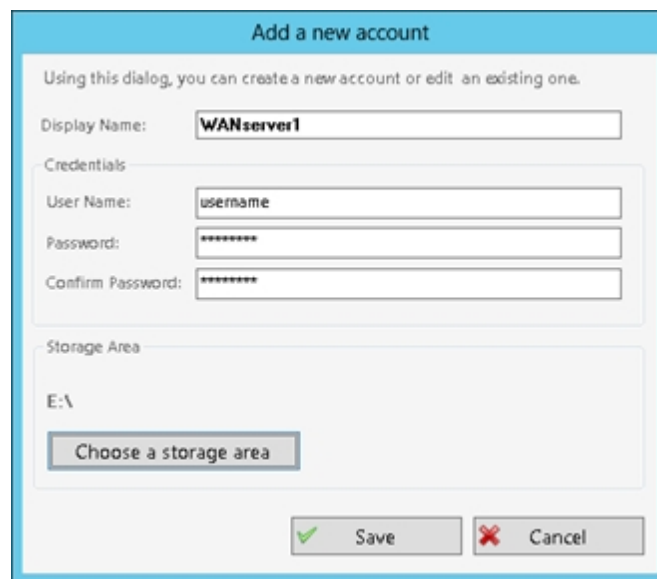 Add a new account
Using this dialog, you can create a new account or edit an existing one.
Display Name: WANserver1
Credentials
User Name: username
Password: ********
Confirm Password: ********
Storage Area
E:\
Choose a storage area
Save Cancel